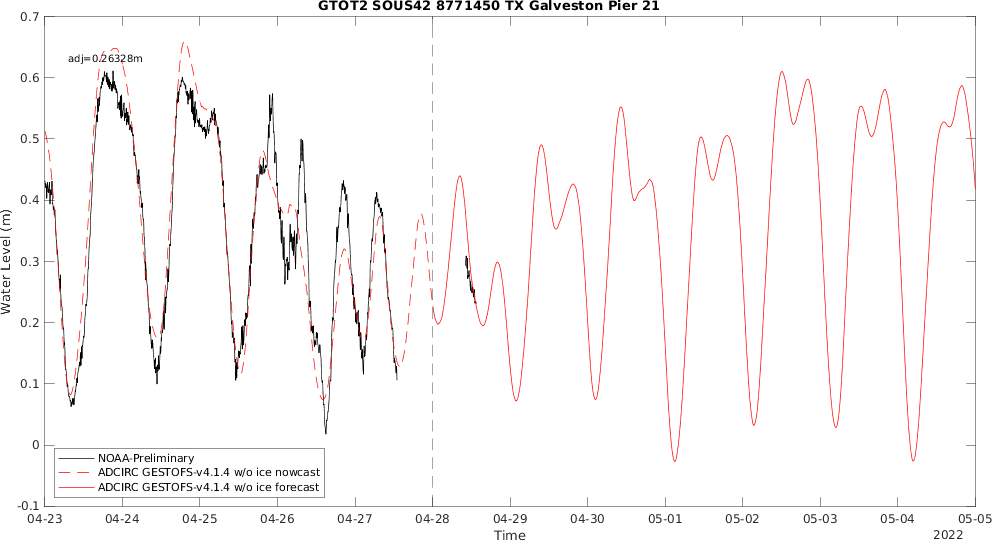 GTOT2 SOUS42 8771450 TX Galveston Pier 21
adj=0.26328m
Water Level (m)
0.7
0.6
0.5
0.4
0.3
0.2
0.1
0
-0.1
NOAA-Preliminary
ADCIRC GESTOFS-v4.1.4 w/o ice nowcast
ADCIRC GESTOFS-v4.1.4 w/o ice forecast
04-23 04-24 04-25 04-26 04-27 04-28 04-29 04-30 05-01 05-02 05-03 05-04 05-05
Time
2022